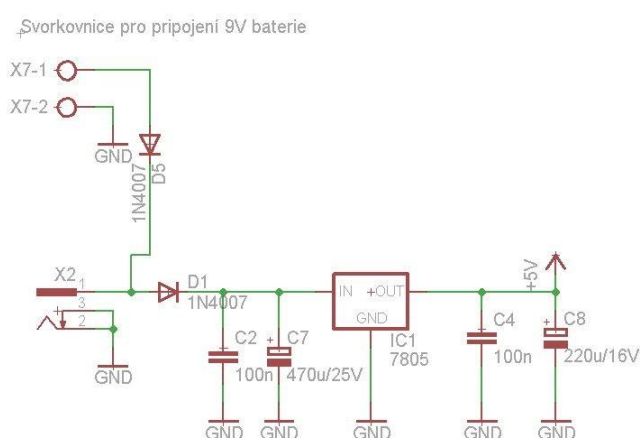 Svorkovnice pro pripojení 9V baterie
X7-1
X7-2
GND
1N4007
D5
X2
1
3
2
GND
D1
1N4007
C2
100n
GND
C7
470u/25V
GND
IN
+OUT
GND
IC1
7805
GND
C4
100n
GND
+5V
C8
220u/16V
GND